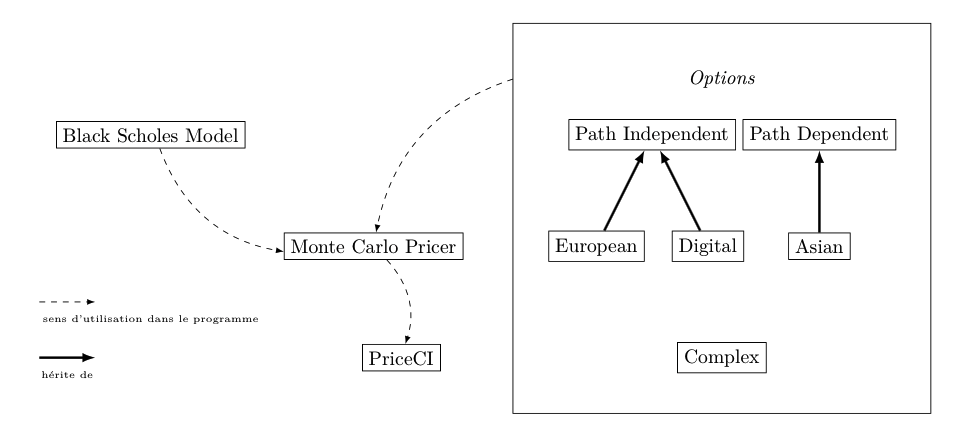 Options
Black Scholes Model
Path Independent
Path Dependent
Monte Carlo Pricer
European
Digital
Asian
sens d'utilisation dans le programme
PriceCI
Complex
hérite de